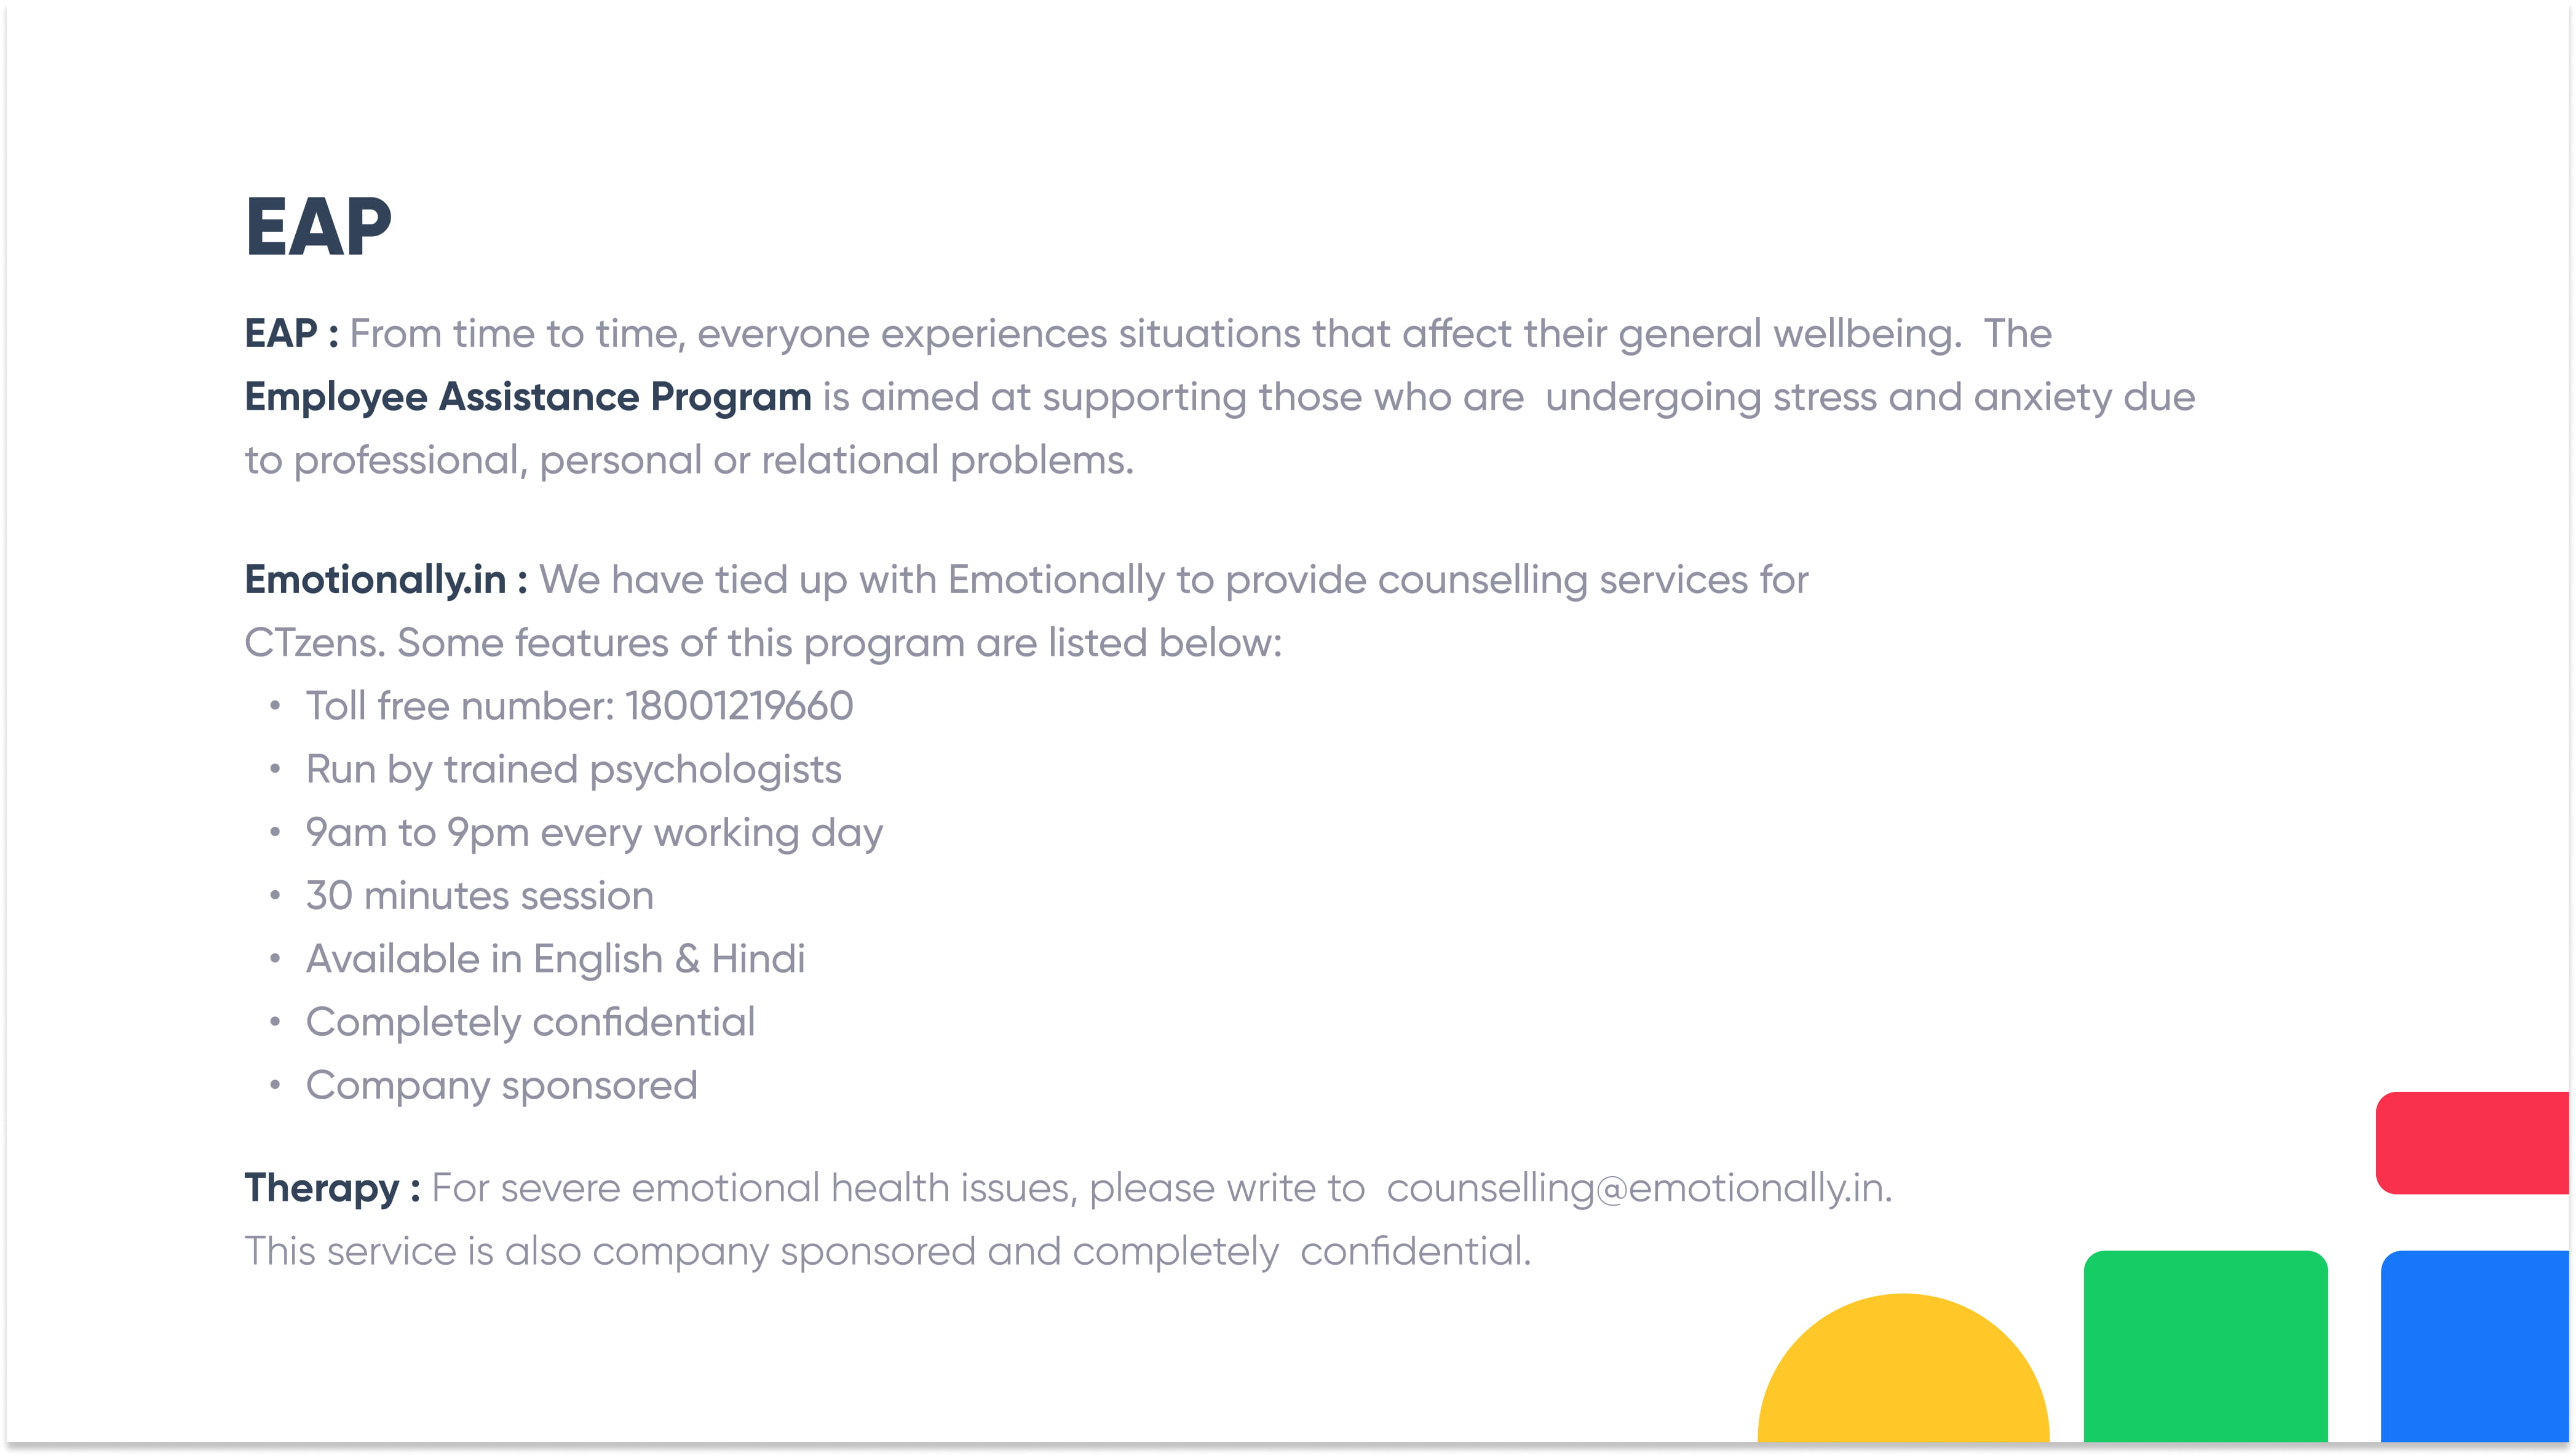 EAP
EAP : From time to time, everyone experiences situations that affect their general wellbeing.  The
Employee Assistance Program is aimed at supporting those who are  undergoing stress and anxiety due
to professional, personal or relational problems.
Emotionally.in : We have tied up with Emotionally to provide counselling services for
CTzens. Some features of this program are listed below:
• Toll free number: 18001219660
• Run by trained psychologists
• 9am to 9pm every working day
• 30 minutes session
• Available in English & Hindi
• Completely confidential
• Company sponsored
Therapy : For severe emotional health issues, please write to  counselling@emotionally.in.
This service is also company sponsored and completely  confidential.